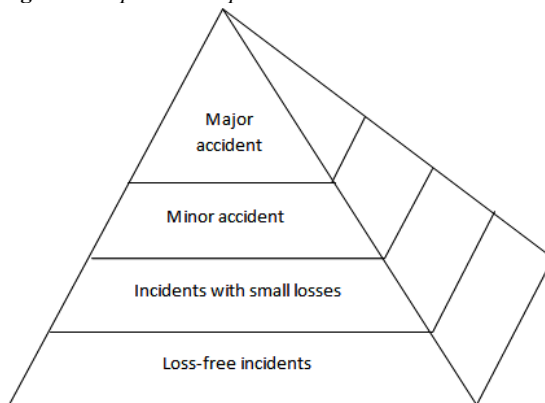 Major
accident
Minor accident
Incidents with small losses
Loss-free incidents